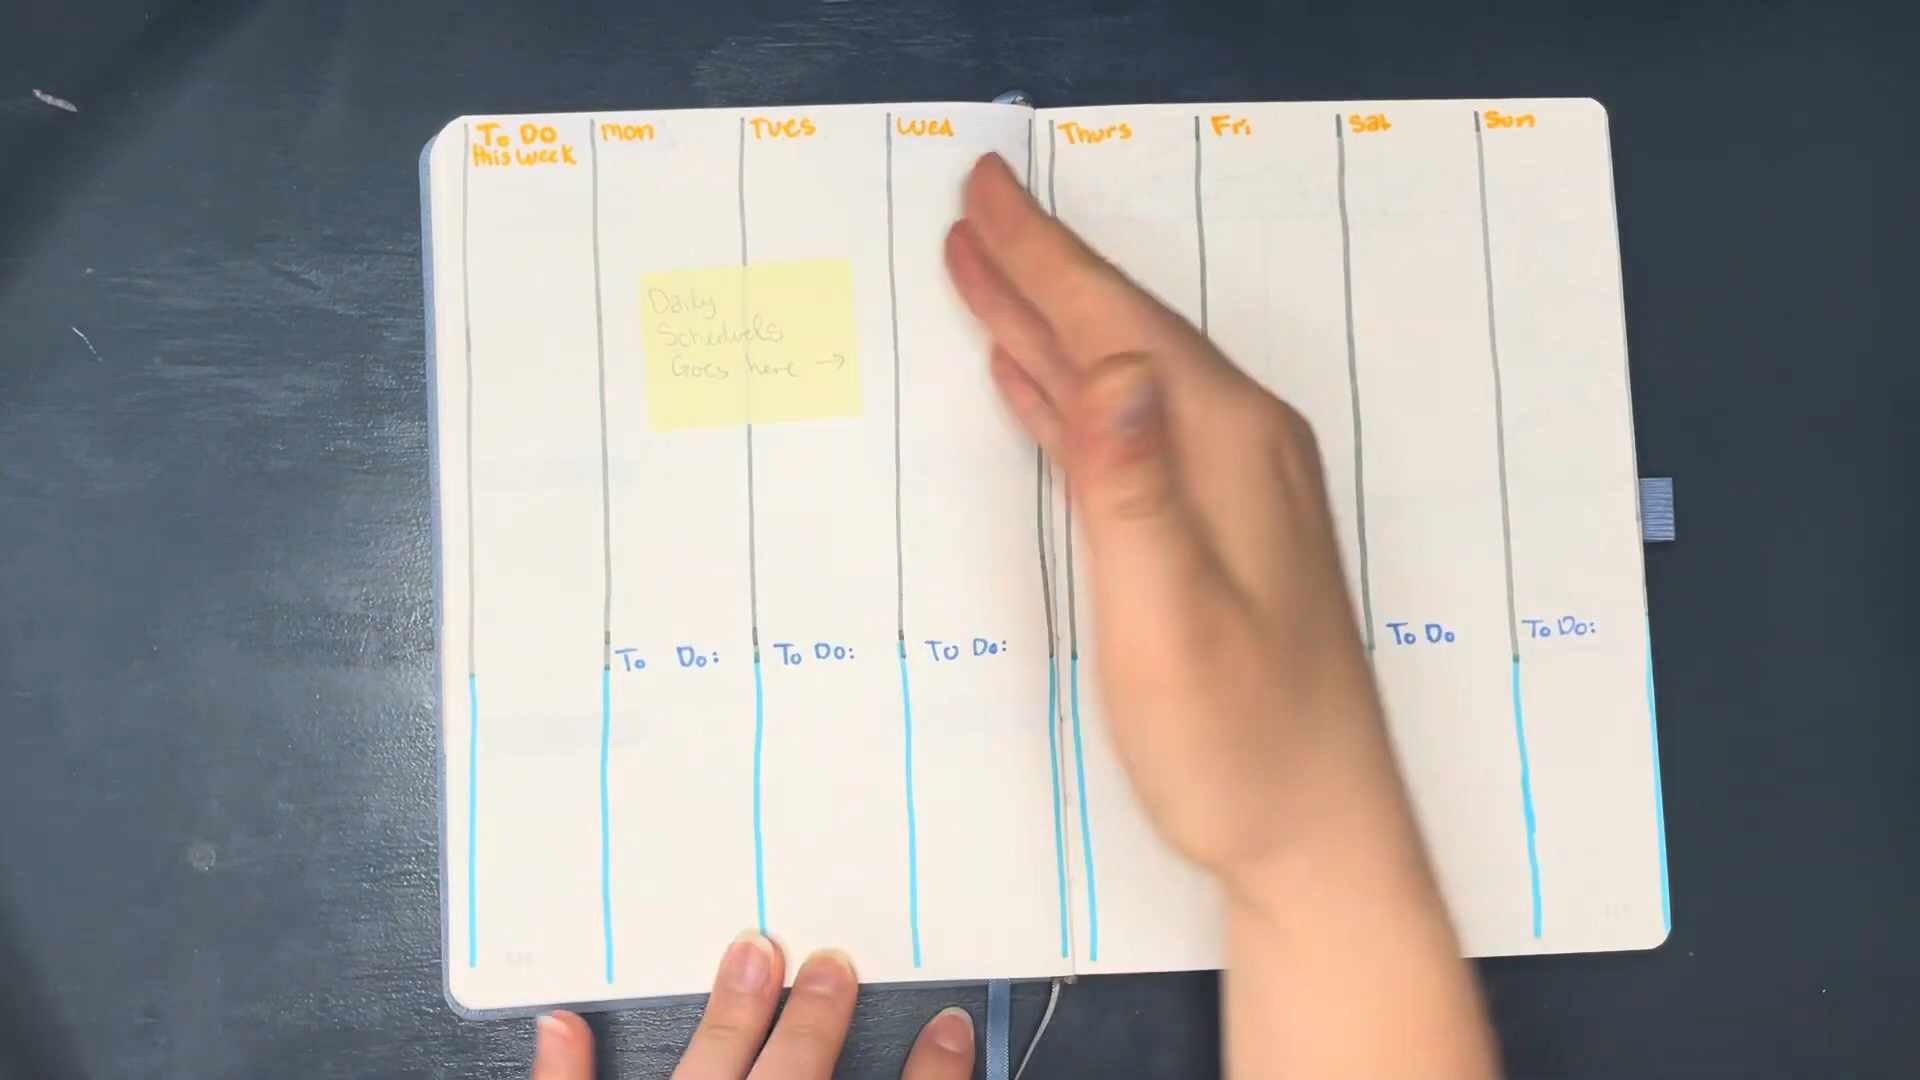 To Do
this week
mon
Tues
Wed
Thurs
Fri
Sat
Sun
Daily
Scheduels
Goes here →
To Do:
To Do:
To Do:
To Do
To Do: